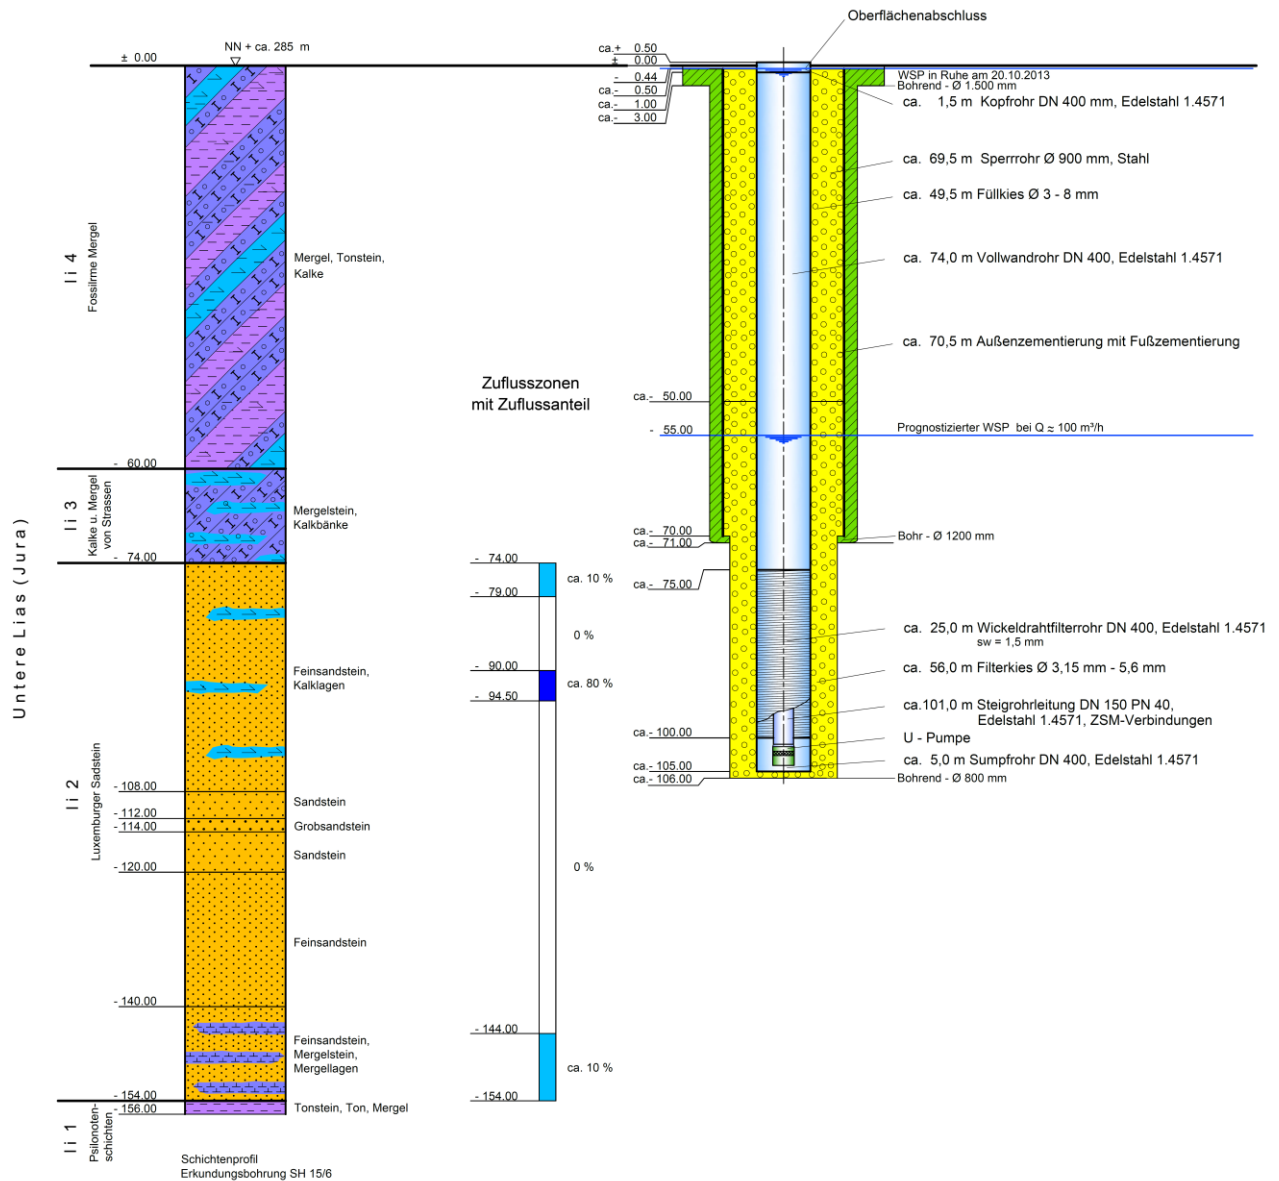 Untere Lias (Jura)
NN + ca. 285 m
± 0.00
li 4
Fossilrme Mergel
Mergel, Tonstein,
Kalke
- 60.00
li 3
Kalke u. Mergel
von Strassen
Mergelstein,
Kalkbänke
- 74.00
li 2
Luxemburger Sadstein
Feinsandstein,
Kalklagen
- 108.00
Sandstein
- 112.00
Grobsandstein
- 114.00
Sandstein
- 120.00
Feinsandstein
- 140.00
Feinsandstein,
Mergelstein,
Mergellagen
- 154.00
- 156.00
Tonstein, Ton, Mergel
li 1
Psilonoten-
schichten
Schichtenprofil
Erkundungsbohrung SH 15/6
Zuflusszonen
mit Zuflussanteil
- 74.00
ca. 10 %
- 79.00
0 %
- 90.00
ca. 80 %
- 94.50
0 %
- 144.00
ca. 10 %
- 154.00
Oberflächenabschluss
ca.+ 0.50
± 0.00
- 0.44
ca.- 0.50
ca.- 1.00
ca.- 3.00
ca.- 50.00
- 55.00
ca.- 70.00
ca.- 71.00
ca.- 75.00
ca.- 100.00
ca.- 105.00
ca.- 106.00
WSP in Ruhe am 20.10.2013
Bohrend - Ø 1.500 mm
ca. 1,5 m Kopfrohr DN 400 mm, Edelstahl 1.4571
ca. 69,5 m Sperrrohr Ø 900 mm, Stahl
ca. 49,5 m Füllkies Ø 3 - 8 mm
ca. 74,0 m Vollwandrohr DN 400, Edelstahl 1.4571
ca. 70,5 m Außenzementierung mit Fußzementierung
Prognostizierter WSP bei Q ≈ 100 m³/h
Bohr - Ø 1200 mm
ca. 25,0 m Wickeldrahtfilterrohr DN 400, Edelstahl 1.4571
sw = 1,5 mm
ca. 56,0 m Filterkies Ø 3,15 mm - 5,6 mm
ca.101,0 m Steigrohrleitung DN 150 PN 40,
Edelstahl 1.4571, ZSM-Verbindungen
U - Pumpe
ca. 5,0 m Sumpfrohr DN 400, Edelstahl 1.4571
Bohrend - Ø 800 mm